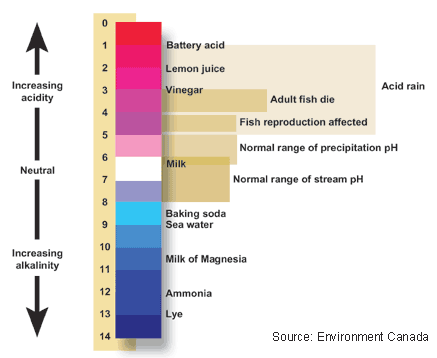 0
1
Battery acid
2
Lemon juice
Acid rain
Increasing
acidity
3
Vinegar
Adult fish die
4
Fish reproduction affected
5
Normal range of precipitation pH
6
Milk
Neutral
7
Normal range of stream pH
8
Baking soda
9
Sea water
10
Increasing
alkalinity
Milk of Magnesia
11
12
Ammonia
13
Lye
14
Source: Environment Canada